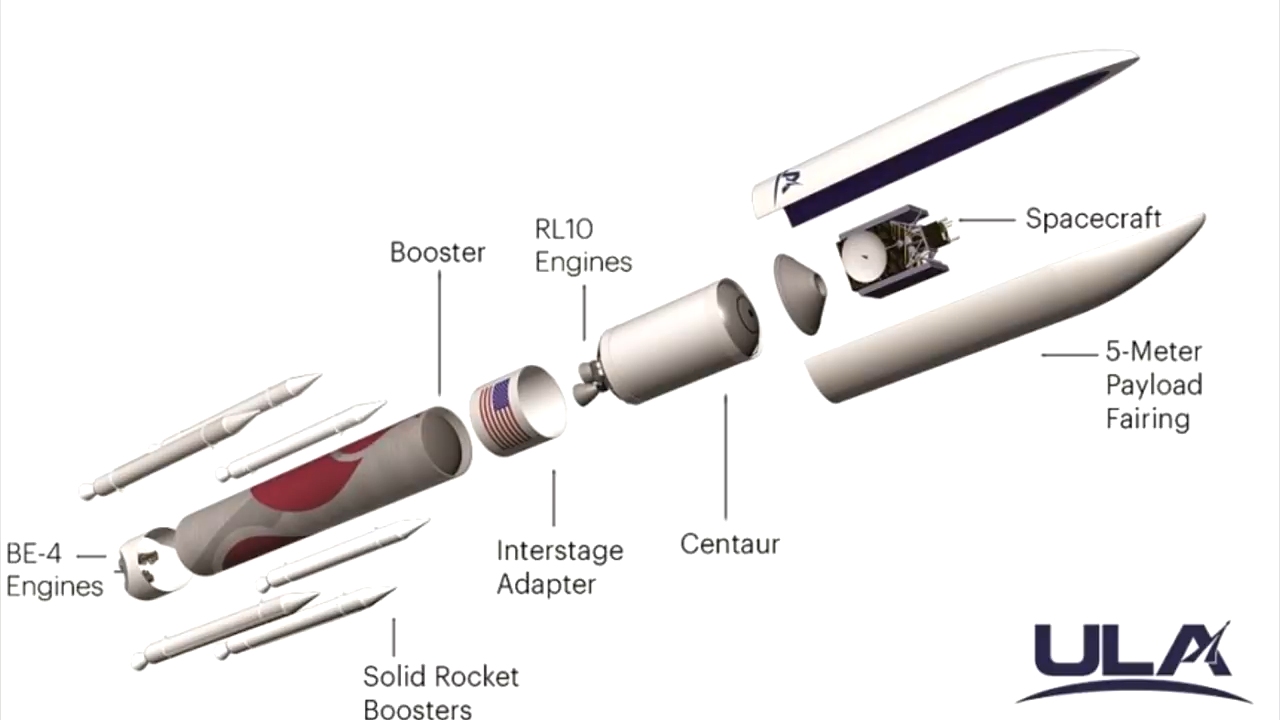 Spacecraft
RL10
Engines
Booster
5-Meter
Payload
Fairing
BE-4
Engines
Interstage
Adapter
Centaur
Solid Rocket
Boosters
ULA